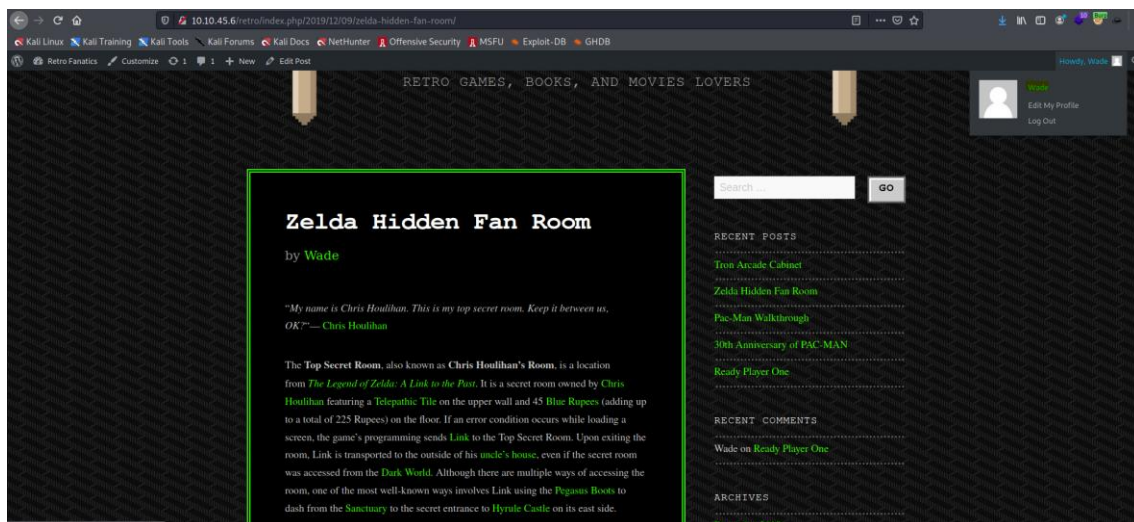 10.10.45.6/retro/index.php/2019/12/09/zelda-hidden-fan-room/
Kali Linux Kali Training Kali Tools Kali Forums Kali Docs NetHunter Offensive Security MSFU Exploit-DB GHDB
Retro Fanatics Customize 1 1 New Edit Post Howdy, Wade
Wade
Edit My Profile
Log Out
RETRO GAMES, BOOKS, AND MOVIES LOVERS
Zelda Hidden Fan Room
by Wade
“My name is Chris Houlihan. This is my top secret room. Keep it between us,
OK?“— Chris Houlihan
The Top Secret Room, also known as Chris Houlihan’s Room, is a location
from The Legend of Zelda: A Link to the Past. It is a secret room owned by Chris
Houlihan featuring a Telepathic Tile on the upper wall and 45 Blue Rupees (adding up
to a total of 225 Rupees) on the floor. If an error condition occurs while loading a
screen, the game’s programming sends Link to the Top Secret Room. Upon exiting the
room, Link is transported to the outside of his uncle’s house, even if the secret room
was accessed from the Dark World. Although there are multiple ways of accessing the
room, one of the most well-known ways involves Link using the Pegasus Boots to
dash from the Sanctuary to the secret entrance to Hyrule Castle on its east side.
Search …
GO
RECENT POSTS
Tron Arcade Cabinet
Zelda Hidden Fan Room
Pac-Man Walkthrough
30th Anniversary of PAC-MAN
Ready Player One
RECENT COMMENTS
Wade on Ready Player One
ARCHIVES